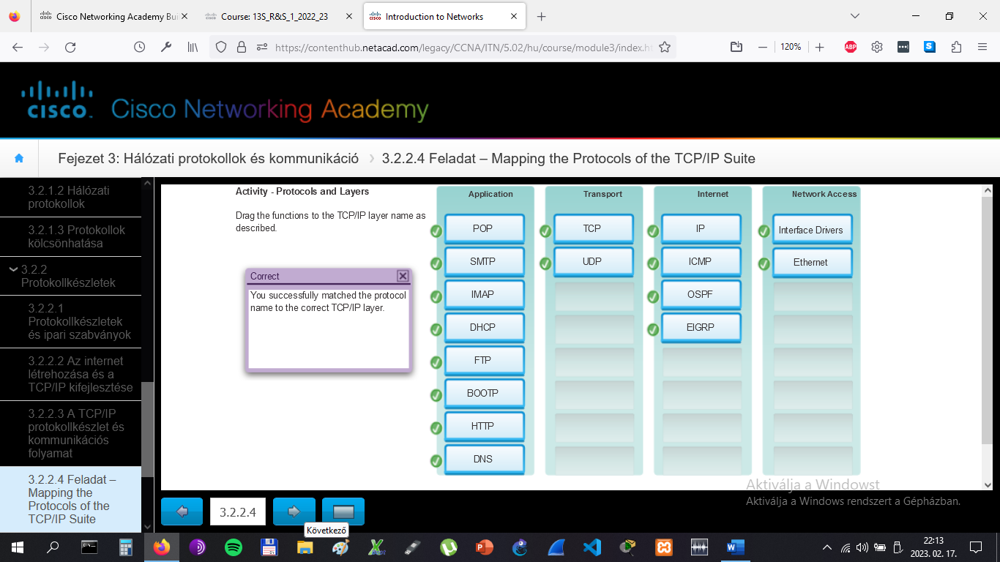 Cisco Networking Academy Bui
Course: 13S_R&S_1_2022_23
Introduction to Networks
https://contenthub.netacad.com/legacy/CCNA/ITN/5.02/hu/course/module3/index.ht
120%
ABP
CISCO
Cisco Networking Academy
Fejezet 3: Hálózati protokollok és kommunikáció
3.2.2.4 Feladat – Mapping the Protocols of the TCP/IP Suite
3.2.1.2 Hálózati
protokollok
3.2.1.3 Protokollok
kölcsönhatása
3.2.2
Protokollkészletek
3.2.2.1
Protokollkészletek
és ipari szabványok
3.2.2.2 Az internet
létrehozása és a
TCP/IP kifejlesztése
3.2.2.3 A TCP/IP
protokollkészlet és
kommunikációs
folyamat
3.2.2.4 Feladat –
Mapping the
Protocols of the
TCP/IP Suite
Activity - Protocols and Layers
Drag the functions to the TCP/IP layer name as
described.
Correct
You successfully matched the protocol
name to the correct TCP/IP layer.
Application
POP
SMTP
IMAP
DHCP
FTP
BOOTP
HTTP
DNS
Transport
TCP
UDP
Internet
IP
ICMP
OSPF
EIGRP
Network Access
Interface Drivers
Ethernet
Aktiválja a Windowst
Aktiválja a Windows rendszert a Gépházban.
3.2.2.4
Következő
22:13
2023. 02. 17.